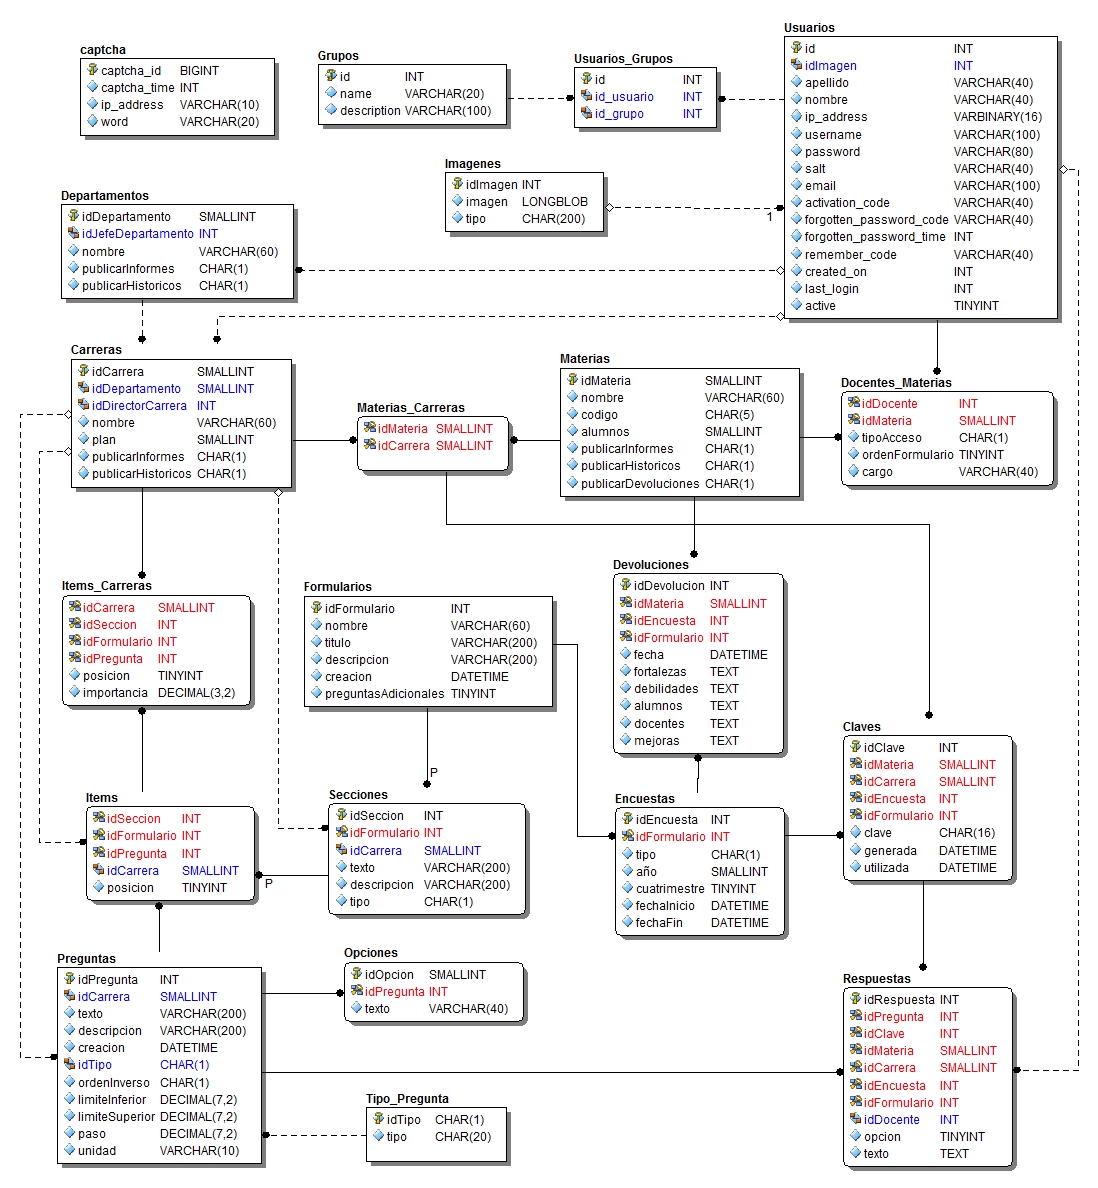 captcha
captcha_id BIGINT
captcha_time INT
ip_address VARCHAR(10)
word VARCHAR(20)
Grupos
id INT
name VARCHAR(20)
description VARCHAR(100)
Usuarios_Grupos
id INT
id_usuario INT
id_grupo INT
Usuarios
id INT
idImagen INT
apellido VARCHAR(40)
nombre VARCHAR(40)
ip_address VARBINARY(16)
username VARCHAR(100)
password VARCHAR(80)
salt VARCHAR(40)
email VARCHAR(100)
activation_code VARCHAR(40)
forgotten_password_code VARCHAR(40)
forgotten_password_time INT
remember_code VARCHAR(40)
created_on INT
last_login INT
active TINYINT
Imagenes
idImagen INT
imagen LONGBLOB
tipo CHAR(200)
1
Departamentos
idDepartamento SMALLINT
idJefeDepartamento INT
nombre VARCHAR(60)
publicarInformes CHAR(1)
publicarHistoricos CHAR(1)
Carreras
idCarrera SMALLINT
idDepartamento SMALLINT
idDirectorCarrera INT
nombre VARCHAR(60)
plan SMALLINT
publicarInformes CHAR(1)
publicarHistoricos CHAR(1)
Materias_Carreras
idMateria SMALLINT
idCarrera SMALLINT
Materias
idMateria SMALLINT
nombre VARCHAR(60)
codigo CHAR(5)
alumnos SMALLINT
publicarInformes CHAR(1)
publicarHistoricos CHAR(1)
publicarDevoluciones CHAR(1)
Docentes_Materias
idDocente INT
idMateria SMALLINT
tipoAcceso CHAR(1)
ordenFormulario TINYINT
cargo VARCHAR(40)
Items_Carreras
idCarrera SMALLINT
idSeccion INT
idFormulario INT
idPregunta INT
posicion TINYINT
importancia DECIMAL(3,2)
Formularios
idFormulario INT
nombre VARCHAR(60)
titulo VARCHAR(200)
descripcion VARCHAR(200)
creacion DATETIME
preguntasAdicionales TINYINT
P
Devoluciones
idDevolucion INT
idMateria SMALLINT
idEncuesta INT
idFormulario INT
fecha DATETIME
fortalezas TEXT
debilidades TEXT
alumnos TEXT
docentes TEXT
mejoras TEXT
Claves
idClave INT
idMateria SMALLINT
idCarrera SMALLINT
idEncuesta INT
idFormulario INT
clave CHAR(16)
generada DATETIME
utilizada DATETIME
Items
idSeccion INT
idFormulario INT
idPregunta INT
idCarrera SMALLINT
posicion TINYINT
P
Secciones
idSeccion INT
idFormulario INT
idCarrera SMALLINT
texto VARCHAR(200)
descripcion VARCHAR(200)
tipo CHAR(1)
Encuestas
idEncuesta INT
idFormulario INT
tipo CHAR(1)
año SMALLINT
cuatrimestre TINYINT
fechaInicio DATETIME
fechaFin DATETIME
Preguntas
idPregunta INT
idCarrera SMALLINT
texto VARCHAR(200)
descripcion VARCHAR(200)
creacion DATETIME
idTipo CHAR(1)
ordenInverso CHAR(1)
limiteInferior DECIMAL(7,2)
limiteSuperior DECIMAL(7,2)
paso DECIMAL(7,2)
unidad VARCHAR(10)
Opciones
idOpcion SMALLINT
idPregunta INT
texto VARCHAR(40)
Tipo_Pregunta
idTipo CHAR(1)
tipo CHAR(20)
Respuestas
idRespuesta INT
idPregunta INT
idClave INT
idMateria SMALLINT
idCarrera SMALLINT
idEncuesta INT
idFormulario INT
idDocente INT
opcion TINYINT
texto TEXT